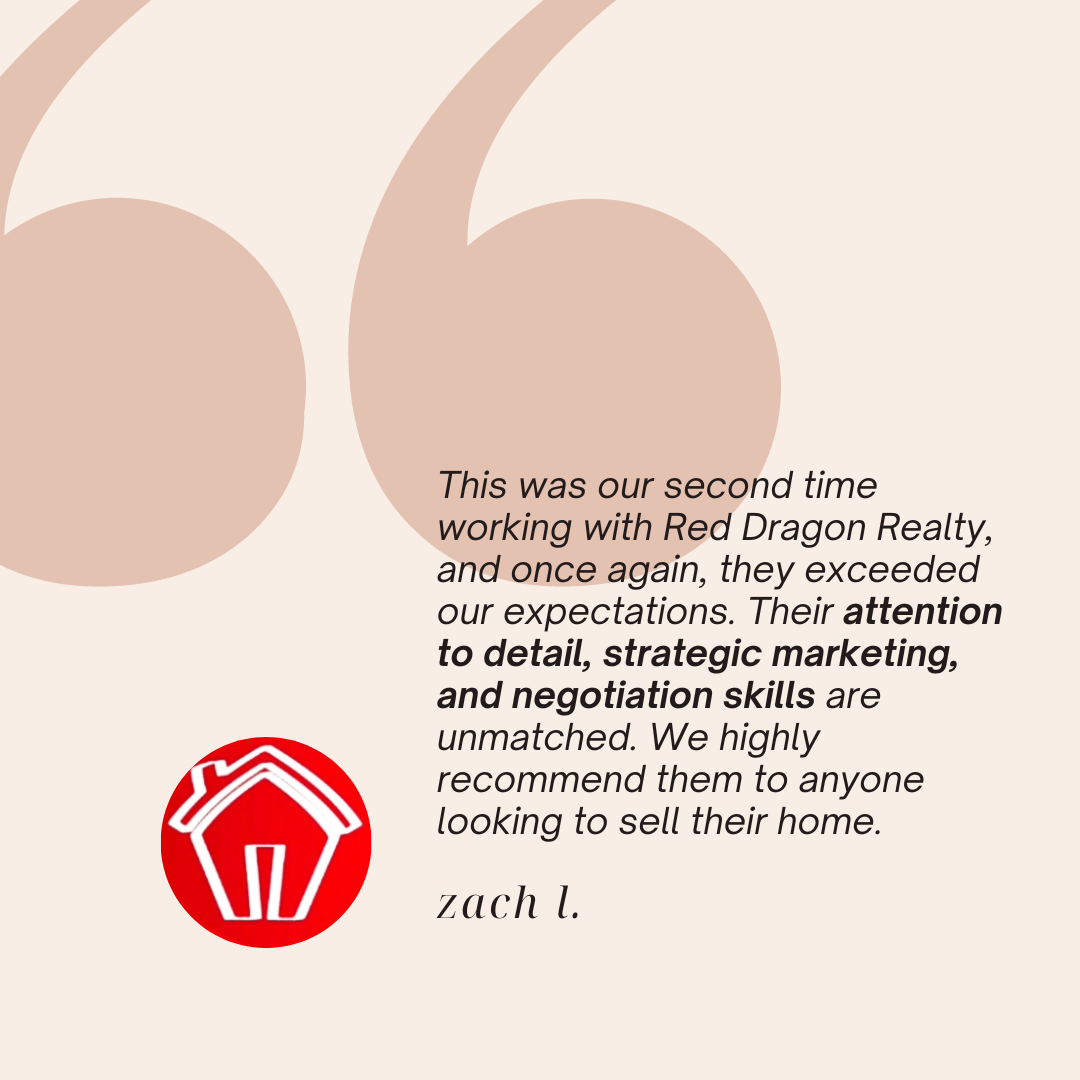 This was our second time
working with Red Dragon Realty,
and once again, they exceeded
our expectations. Their attention
to detail, strategic marketing,
and negotiation skills are
unmatched. We highly
recommend them to anyone
looking to sell their home.
zach l.